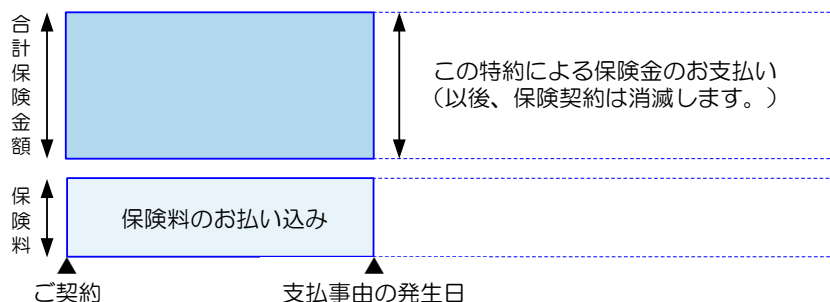 合計保険金額
この特約による保険金のお支払い
（以後、保険契約は消滅します。）
保険料
保険料のお払い込み
ご契約
支払事由の発生日